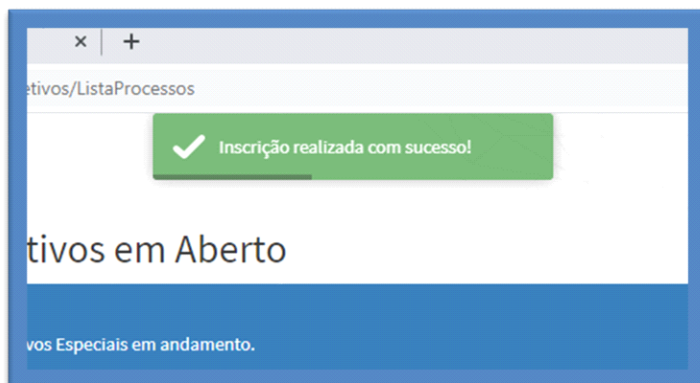 etivos/ListaProcessos
Inscrição realizada com sucesso!
tivos em Aberto
vos Especiais em andamento.